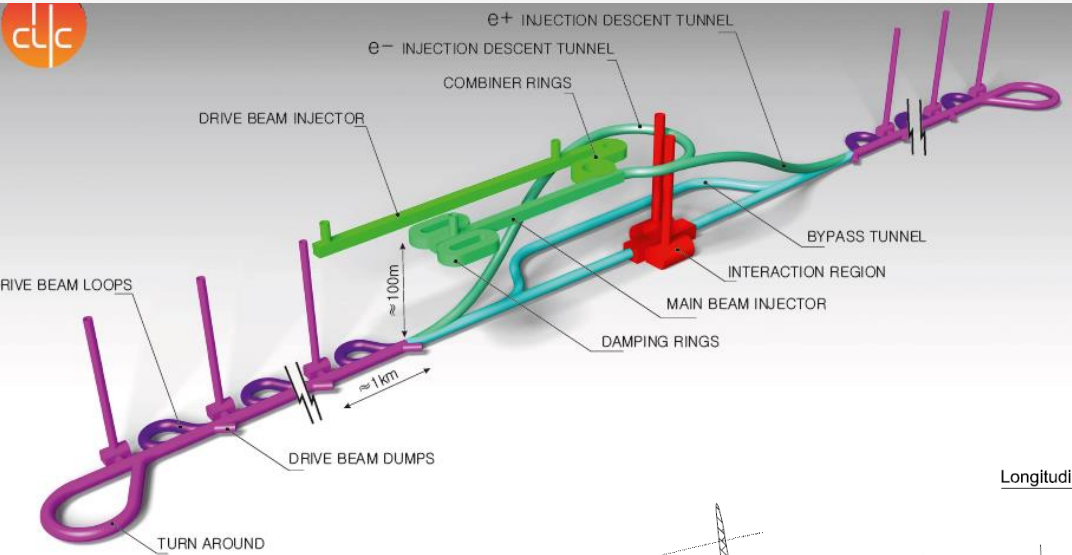 clic
e+ INJECTION DESCENT TUNNEL
e− INJECTION DESCENT TUNNEL
COMBINER RINGS
DRIVE BEAM INJECTOR
BYPASS TUNNEL
INTERACTION REGION
RIVE BEAM LOOPS
≈100m
MAIN BEAM INJECTOR
DAMPING RINGS
≈1km
DRIVE BEAM DUMPS
Longitudi
TURN AROUND